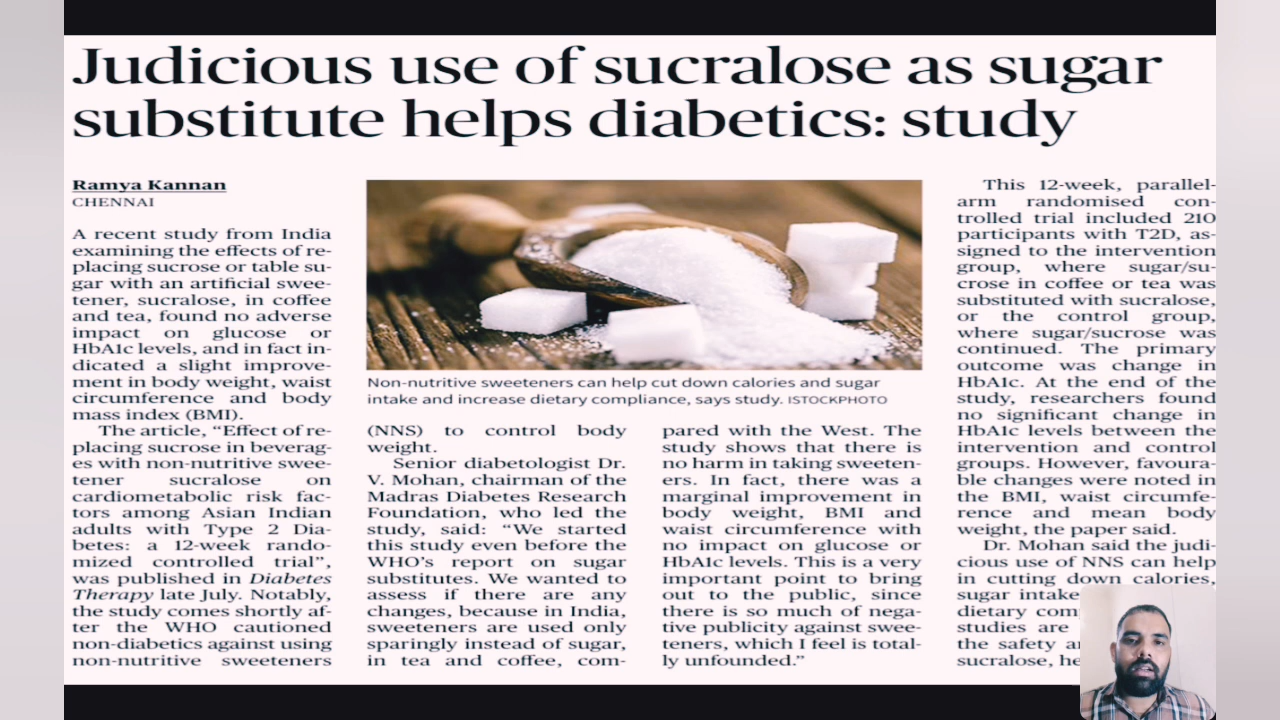 Judicious use of sucralose as sugar
substitute helps diabetics: study
Ramya Kannan
CHENNAI
A recent study from India
examining the effects of re-
placing sucrose or table su-
gar with an artificial swee-
tener, sucralose, in coffee
and tea, found no adverse
impact on glucose or
HbA1c levels, and in fact in-
dicated a slight improve-
ment in body weight, waist
circumference and body
mass index (BMI).
The article, “Effect of re-
placing sucrose in beverag-
es with non-nutritive swee-
tener sucralose on
cardiometabolic risk fac-
tors among Asian Indian
adults with Type 2 Dia-
betes: a 12-week rando-
mized controlled trial”,
was published in Diabetes
Therapy late July. Notably,
the study comes shortly af-
ter the WHO cautioned
non-diabetics against using
non-nutritive sweeteners
Non-nutritive sweeteners can help cut down calories and sugar
intake and increase dietary compliance, says study. ISTOCKPHOTO
(NNS) to control body
weight.
Senior diabetologist Dr.
V. Mohan, chairman of the
Madras Diabetes Research
Foundation, who led the
study, said: “We started
this study even before the
WHO’s report on sugar
substitutes. We wanted to
assess if there are any
changes, because in India,
sweeteners are used only
sparingly instead of sugar,
in tea and coffee, com-
pared with the West. The
study shows that there is
no harm in taking sweeten-
ers. In fact, there was a
marginal improvement in
body weight, BMI and
waist circumference with
no impact on glucose or
HbA1c levels. This is a very
important point to bring
out to the public, since
there is so much of nega-
tive publicity against swee-
teners, which I feel is total-
ly unfounded.”
This 12-week, parallel-
arm randomised con-
trolled trial included 210
participants with T2D, as-
signed to the intervention
group, where sugar/su-
crose in coffee or tea was
substituted with sucralose,
or the control group,
where sugar/sucrose was
continued. The primary
outcome was change in
HbA1c. At the end of the
study, researchers found
no significant change in
HbA1c levels between the
intervention and control
groups. However, favoura-
ble changes were noted in
the BMI, waist circumfe-
rence and mean body
weight, the paper said.
Dr. Mohan said the judi-
cious use of NNS can help
in cutting down calories,
sugar intake
dietary com
studies are
the safety a
sucralose, he